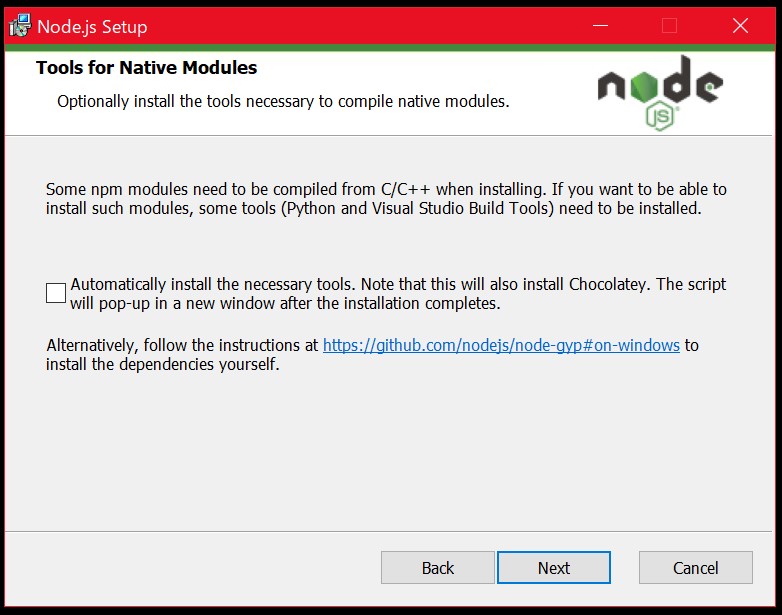 Node.js Setup
Tools for Native Modules
Optionally install the tools necessary to compile native modules.
node
JS
Some npm modules need to be compiled from C/C++ when installing. If you want to be able to
install such modules, some tools (Python and Visual Studio Build Tools) need to be installed.
Automatically install the necessary tools. Note that this will also install Chocolatey. The script
will pop-up in a new window after the installation completes.
Alternatively, follow the instructions at https://github.com/nodejs/node-gyp#on-windows to
install the dependencies yourself.
Back Next Cancel